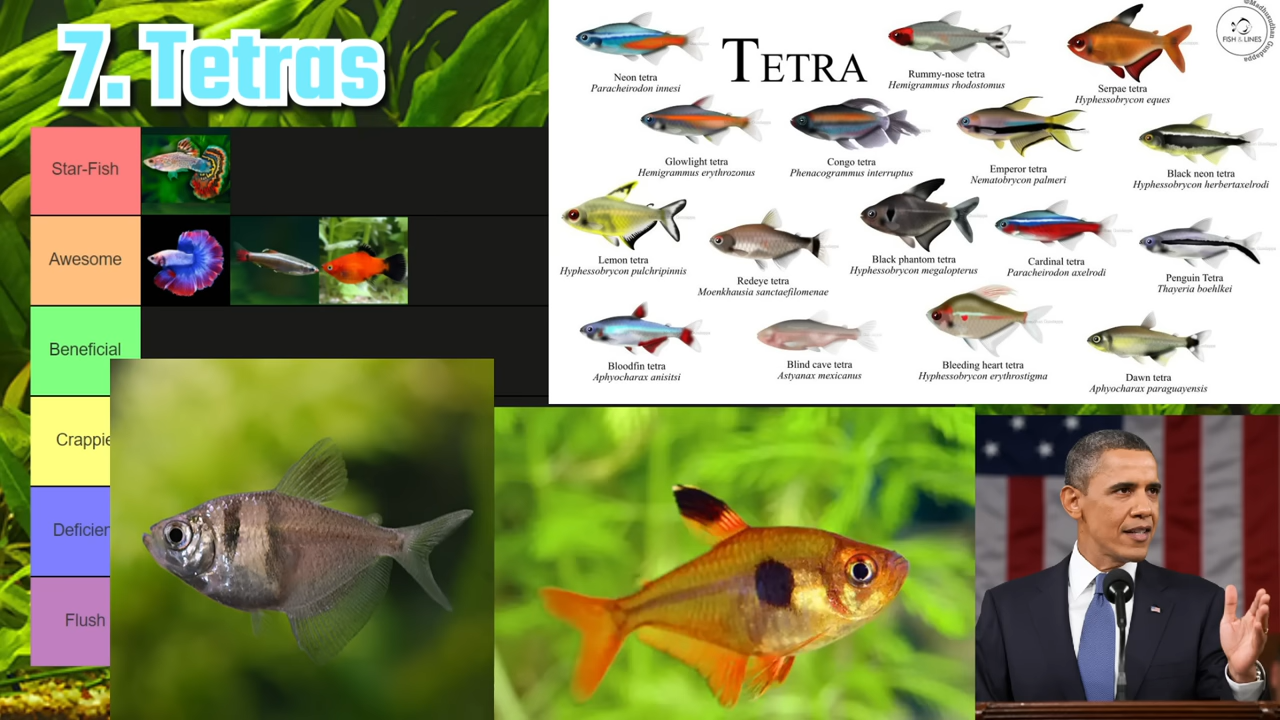 7. Tetras
Star-Fish
Awesome
Beneficial
Crappie
Deficien
Flush
TETRA
@Madhusudhan Gundappa
FISH & LINES
Neon tetra
Paracheirodon innesi
Rummy-nose tetra
Hemigrammus rhodostomus
Serpae tetra
Hyphessobrycon eques
Glowlight tetra
Hemigrammus erythrozonus
Congo tetra
Phenacogrammus interruptus
Emperor tetra
Nematobrycon palmeri
Black neon tetra
Hyphessobrycon herbertaxelrodi
Lemon tetra
Hyphessobrycon pulchripinnis
Redeye tetra
Moenkhausia sanctaefilomenae
Black phantom tetra
Hyphessobrycon megalopterus
Cardinal tetra
Paracheirodon axelrodi
Penguin Tetra
Thayeria boehlkei
Bloodfin tetra
Aphyocharax anisitsi
Blind cave tetra
Astyanax mexicanus
Bleeding heart tetra
Hyphessobrycon erythrostigma
Dawn tetra
Aphyocharax paraguayensis